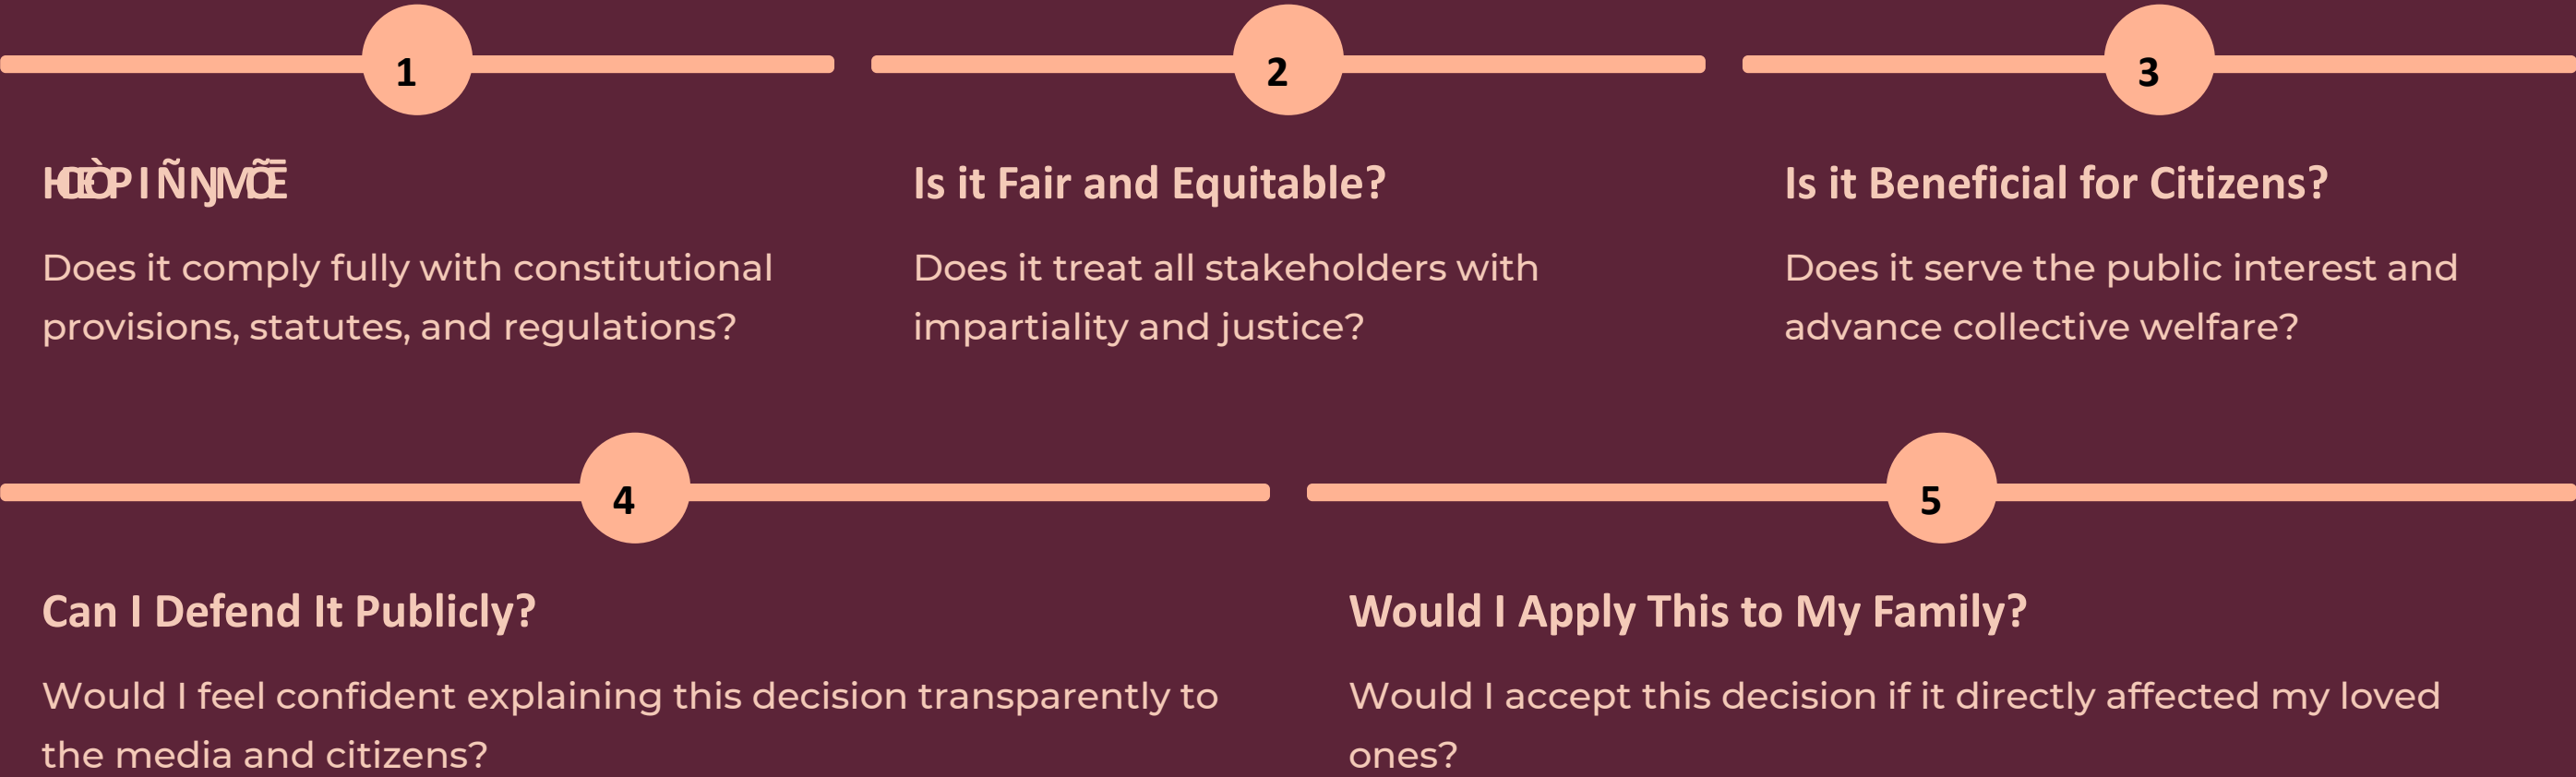 1
2
3
Is it Fair and Equitable?
Is it Beneficial for Citizens?
Does it comply fully with constitutional
provisions, statutes, and regulations?
Does it treat all stakeholders with
impartiality and justice?
Does it serve the public interest and
advance collective welfare?
4
5
Can I Defend It Publicly?
Would I feel confident explaining this decision transparently to
the media and citizens?
Would I Apply This to My Family?
Would I accept this decision if it directly affected my loved
ones?